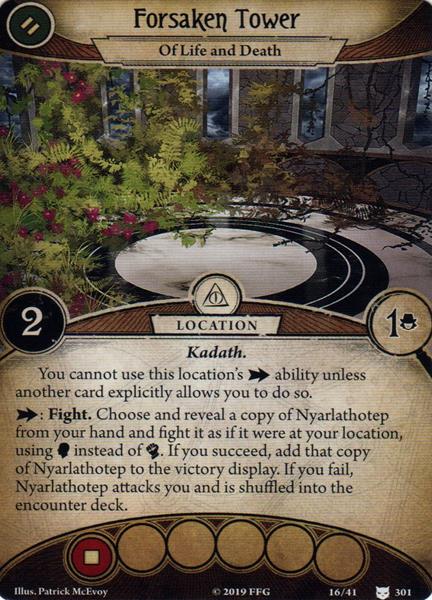 Forsaken Tower
Of Life and Death
2
LOCATION
1
Kadath.
You cannot use this location's ability unless
another card explicitly allows you to do so.
: Fight. Choose and reveal a copy of Nyarlathotep
from your hand and fight it as if it were at your location,
using instead of . If you succeed, add that copy
of Nyarlathotep to the victory display. If you fail,
Nyarlathotep attacks you and is shuffled into the
encounter deck.
Illus. Patrick McEvoy © 2019 FFG 16/41 301